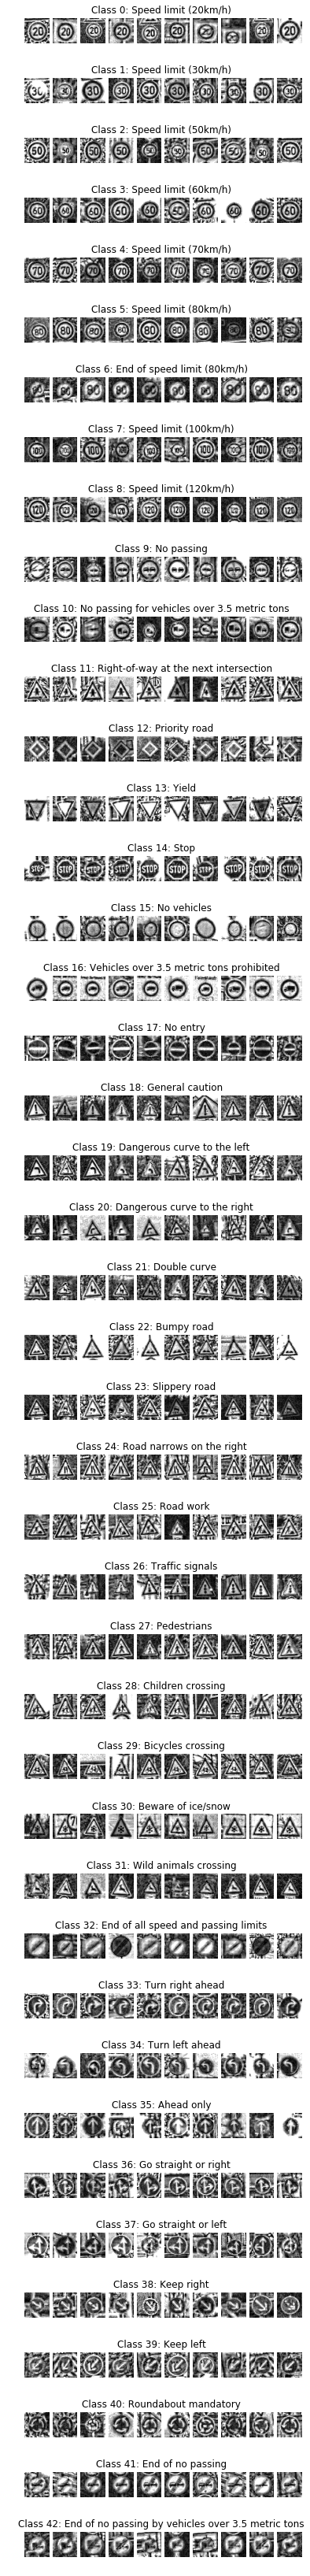 Class 0: Speed limit (20km/h)
Class 1: Speed limit (30km/h)
Class 2: Speed limit (50km/h)
Class 3: Speed limit (60km/h)
Class 4: Speed limit (70km/h)
Class 5: Speed limit (80km/h)
Class 6: End of speed limit (80km/h)
Class 7: Speed limit (100km/h)
Class 8: Speed limit (120km/h)
Class 9: No passing
Class 10: No passing for vehicles over 3.5 metric tons
Class 11: Right-of-way at the next intersection
Class 12: Priority road
Class 13: Yield
Class 14: Stop
Class 15: No vehicles
Class 16: Vehicles over 3.5 metric tons prohibited
Class 17: No entry
Class 18: General caution
Class 19: Dangerous curve to the left
Class 20: Dangerous curve to the right
Class 21: Double curve
Class 22: Bumpy road
Class 23: Slippery road
Class 24: Road narrows on the right
Class 25: Road work
Class 26: Traffic signals
Class 27: Pedestrians
Class 28: Children crossing
Class 29: Bicycles crossing
Class 30: Beware of ice/snow
Class 31: Wild animals crossing
Class 32: End of all speed and passing limits
Class 33: Turn right ahead
Class 34: Turn left ahead
Class 35: Ahead only
Class 36: Go straight or right
Class 37: Go straight or left
Class 38: Keep right
Class 39: Keep left
Class 40: Roundabout mandatory
Class 41: End of no passing
Class 42: End of no passing by vehicles over 3.5 metric tons